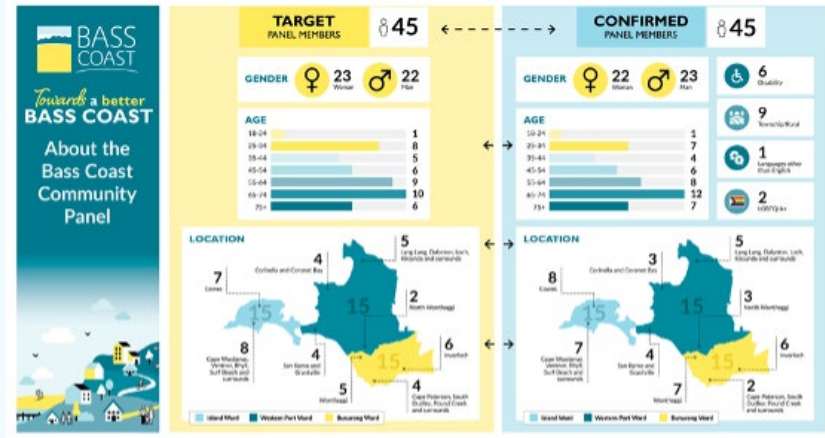 BASS
COAST
Towards a better
BASS COAST
About the
Bass Coast
Community
Panel
TARGET
PANEL MEMBERS
45
GENDER
23
Woman
22
Man
AGE
18-24
1
25-34
8
35-44
5
45-54
6
55-64
9
65-74
10
75+
6
LOCATION
5
Lang Lang, Dalyston, Loch,
Kilcunda and surrounds
4
Corinella and Coronet Bay
7
Cowes
15
15
2
North Wonthaggi
15
6
Inverloch
8
Cape Woolamai,
Ventnor, Rhyll,
Surf Beach and
surrounds
4
San Remo and
Grantville
5
Wonthaggi
4
Cape Paterson, South
Dudley, Pound Creek
and surrounds
Island Ward
Western Port Ward
Bunurong Ward
CONFIRMED
PANEL MEMBERS
45
GENDER
22
Woman
23
Man
6
Disability
9
Township/Rural
1
Languages other
than English
2
LGBTQIA+
AGE
18-24
1
25-34
7
35-44
4
45-54
6
55-64
8
65-74
12
75+
7
LOCATION
5
Lang Lang, Dalyston, Loch,
Kilcunda and surrounds
3
Corinella and Coronet Bay
8
Cowes
15
15
3
North Wonthaggi
15
6
Inverloch
7
Cape Woolamai,
Ventnor, Rhyll,
Surf Beach and
surrounds
4
San Remo and
Grantville
7
Wonthaggi
2
Cape Paterson, South
Dudley, Pound Creek
and surrounds
Island Ward
Western Port Ward
Bunurong Ward